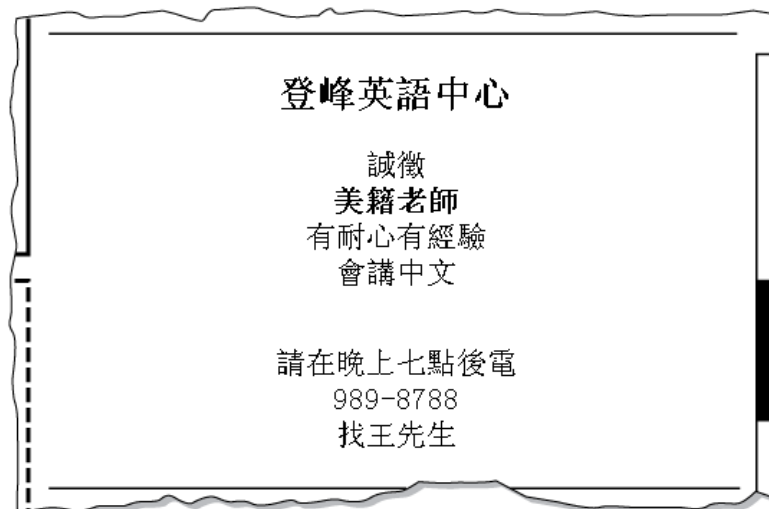 登峰英語中心
誠徵
美籍老師
有耐心有經驗
會講中文
請在晚上七點後電
989-8788
找王先生